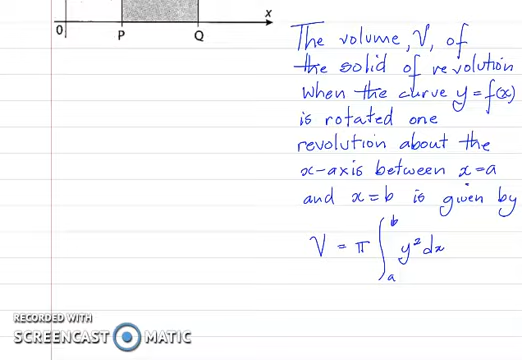 x
0
P
Q
The volume, V, of
the solid of revolution
when the curve y=f(x)
is rotated one
revolution about the
x-axis between x=a
and x=b is given by
V = π ∫ₐᵇ y² dx
RECORDED WITH
SCREENCAST MATIC